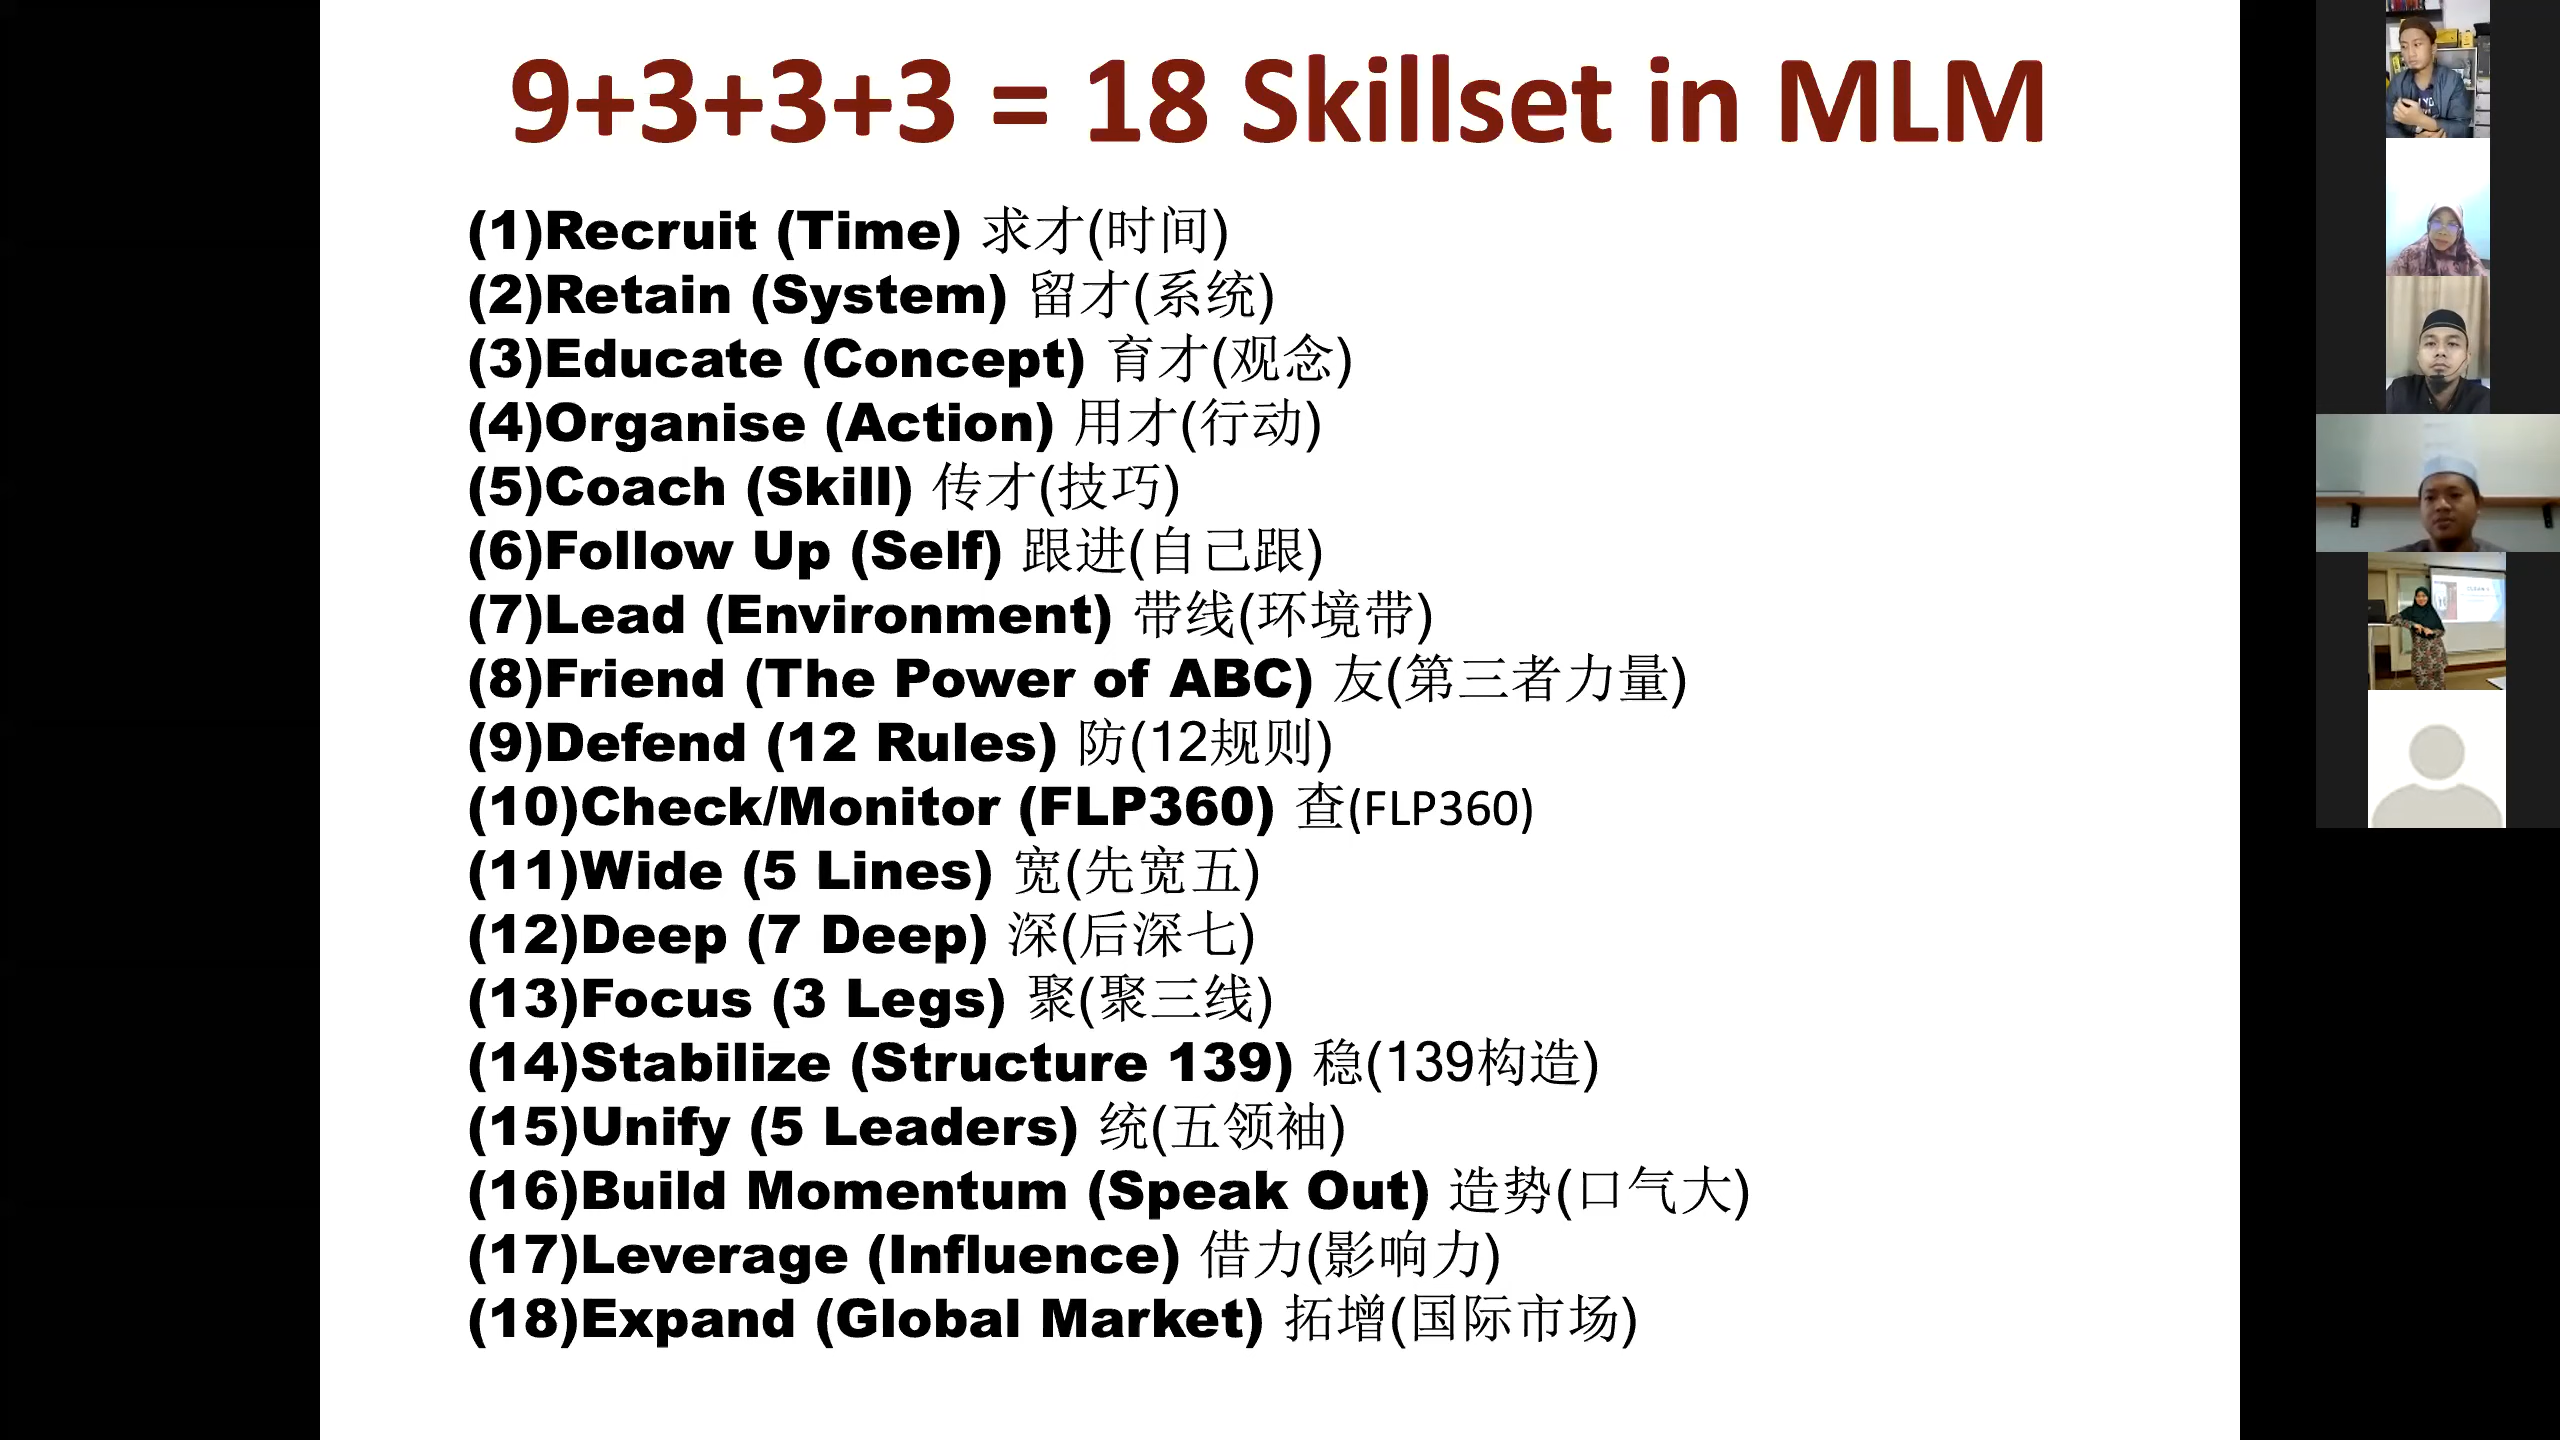 9+3+3+3 = 18 Skillset in MLM
(1)Recruit (Time) 求才(时间)
(2)Retain (System) 留才(系统)
(3)Educate (Concept) 育才(观念)
(4)Organise (Action) 用才(行动)
(5)Coach (Skill) 传才(技巧)
(6)Follow Up (Self) 跟进(自己跟)
(7)Lead (Environment) 带线(环境带)
(8)Friend (The Power of ABC) 友(第三者力量)
(9)Defend (12 Rules) 防(12规则)
(10)Check/Monitor (FLP360) 查(FLP360)
(11)Wide (5 Lines) 宽(先宽五)
(12)Deep (7 Deep) 深(后深七)
(13)Focus (3 Legs) 聚(聚三线)
(14)Stabilize (Structure 139) 稳(139构造)
(15)Unify (5 Leaders) 统(五领袖)
(16)Build Momentum (Speak Out) 造势(口气大)
(17)Leverage (Influence) 借力(影响力)
(18)Expand (Global Market) 拓增(国际市场)